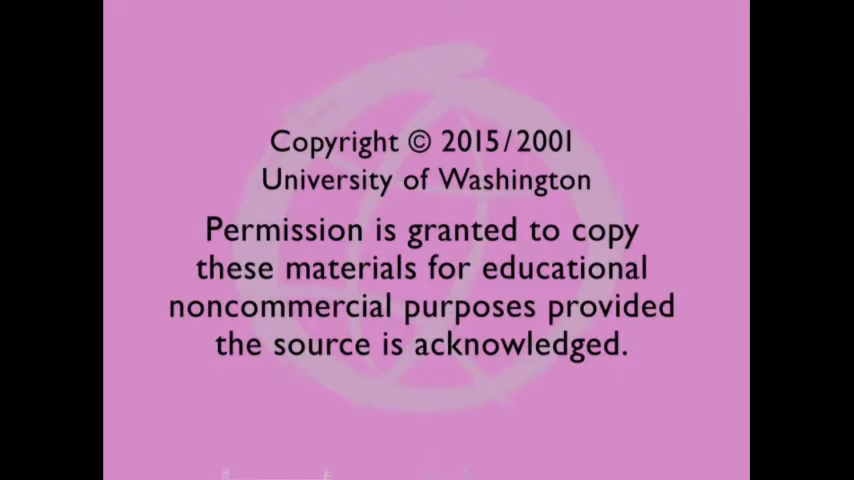 Copyright © 2015/2001
University of Washington
Permission is granted to copy
these materials for educational
noncommercial purposes provided
the source is acknowledged.